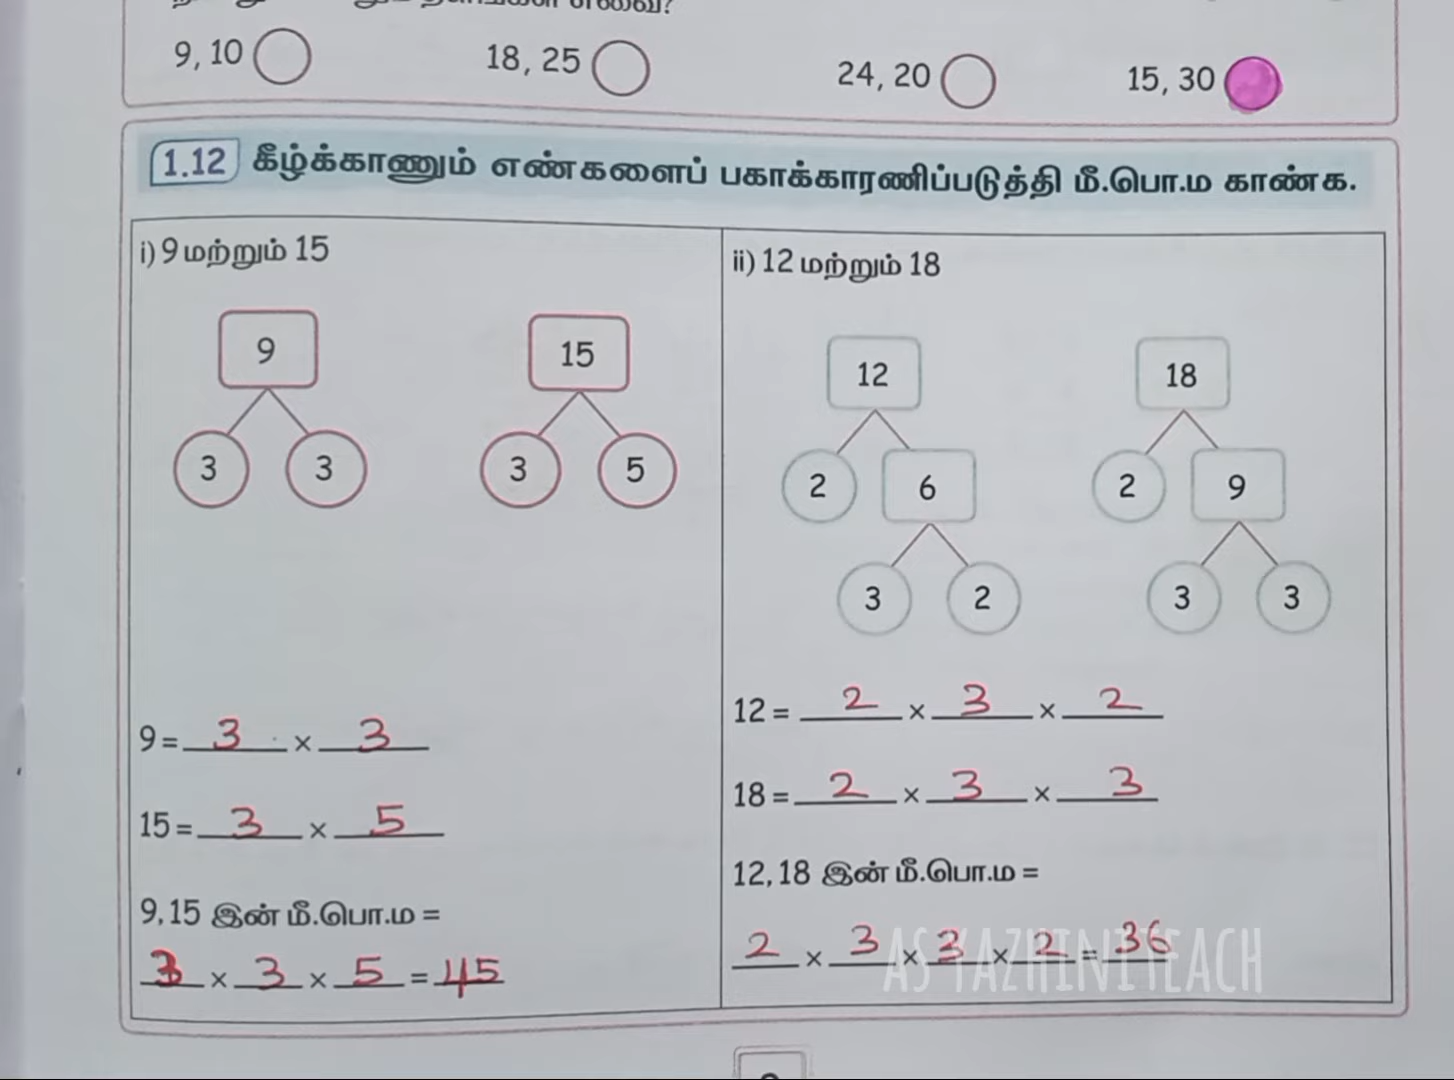 எவை?
9, 10 18, 25 24, 20 15, 30
1.12 கீழ்க்காணும் எண்களைப் பகாக்காரணிப்படுத்தி மீ.பொ.ம காண்க.
i) 9 மற்றும் 15
9 15
3 3 3 5
9 = 3 × 3
15 = 3 × 5
9,15 இன் மீ.பொ.ம =
3 × 3 × 5 = 45
ii) 12 மற்றும் 18
12 18
2 6 2 9
3 2 3 3
12 = 2 × 3 × 2
18 = 2 × 3 × 3
12,18 இன் மீ.பொ.ம =
2 × 3 × 3 × 2 = 36
AS YAZHINI TEACH